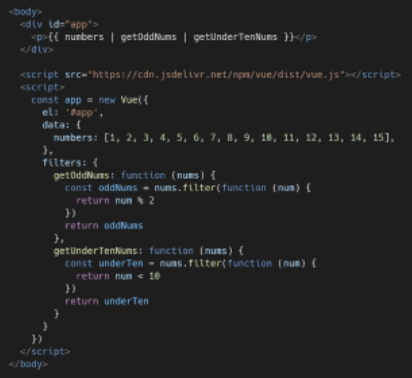 <body>
  <div id="app">
    <p>{{ numbers | getOddNums | getUnderTenNums }}</p>
  </div>

  <script src="https://cdn.jsdelivr.net/npm/vue/dist/vue.js"></script>
  <script>
    const app = new Vue({
      el: '#app',
      data: {
        numbers: [1, 2, 3, 4, 5, 6, 7, 8, 9, 10, 11, 12, 13, 14, 15],
      },
      filters: {
        getOddNums: function (nums) {
          const oddNums = nums.filter(function (num) {
            return num % 2
          })
          return oddNums
        },
        getUnderTenNums: function (nums) {
          const underTen = nums.filter(function (num) {
            return num < 10
          })
          return underTen
        }
      }
    })
  </script>
</body>